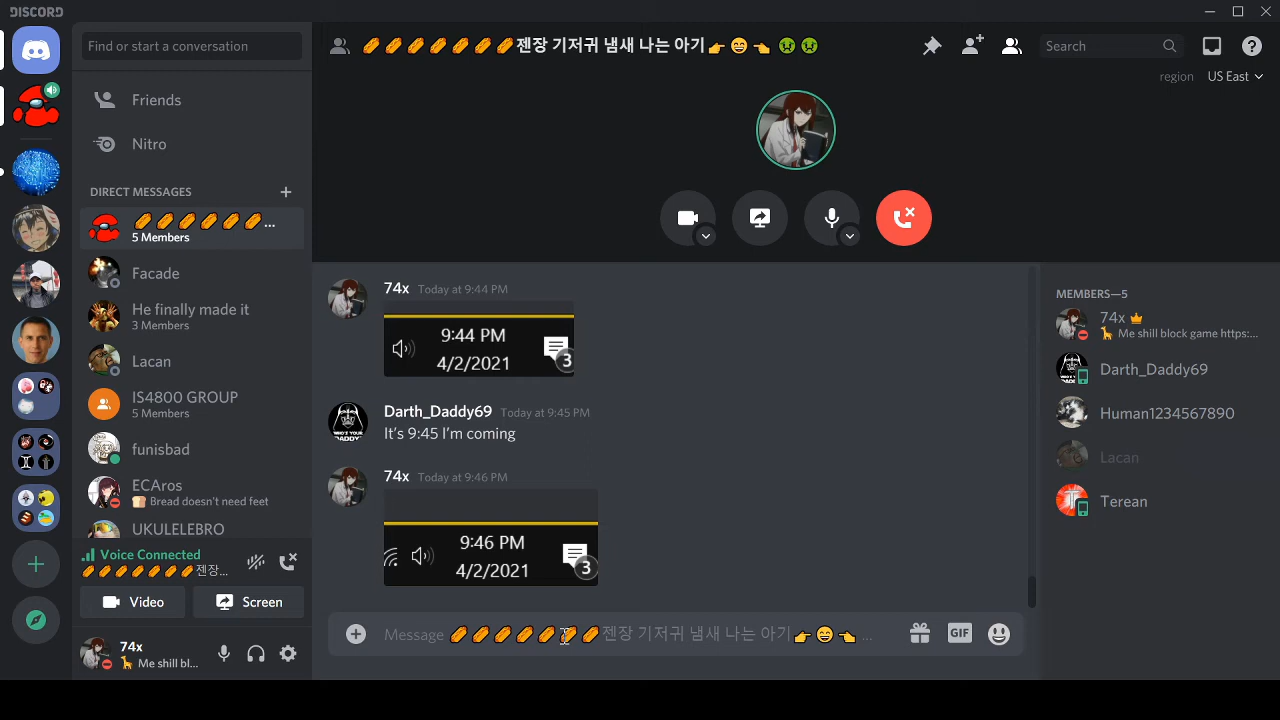 DISCORD
Find or start a conversation
Friends
Nitro
DIRECT MESSAGES
...
5 Members
Facade
He finally made it
3 Members
Lacan
IS4800 GROUP
5 Members
funisbad
ECAros
🍞 Bread doesn't need feet
UKULELEBRO
Voice Connected
⚰️⚰️⚰️⚰️⚰️⚰️⚰️젠장...
Video
Screen
74x
🦒 Me shill bl...
⚰️⚰️⚰️⚰️⚰️⚰️⚰️젠장 기저귀 냄새 나는 아기👉😄👈 🤢🤢
Search
region
US East
74x Today at 9:44 PM
9:44 PM
4/2/2021
3
Darth_Daddy69 Today at 9:45 PM
It's 9:45 I'm coming
74x Today at 9:46 PM
9:46 PM
4/2/2021
3
Message ⚰️⚰️⚰️⚰️⚰️⚰️⚰️젠장 기저귀 냄새 나는 아기👉😄👈 ...
GIF
MEMBERS—5
74x
🦒 Me shill block game https:...
Darth_Daddy69
WHO'S YOUR
DADDY
Human1234567890
Lacan
Terean